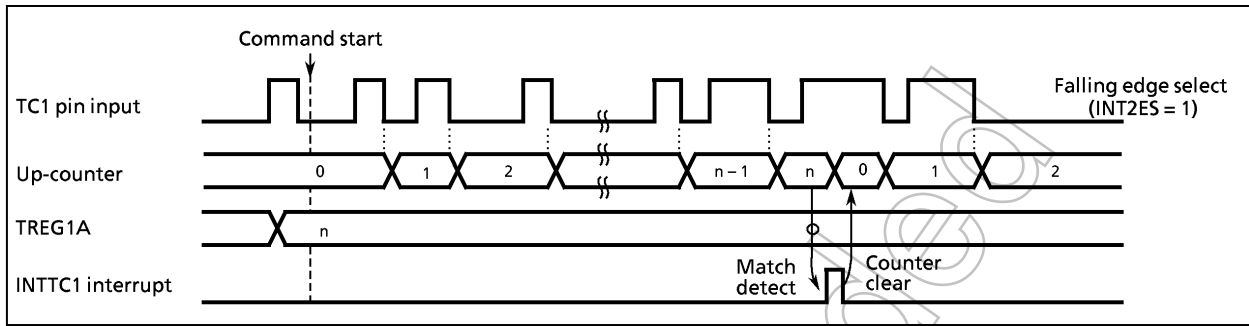 Command start
TC1 pin input
Falling edge select
(INT2ES = 1)
Up-counter
0 1 2 n – 1 n 0 1 2
TREG1A
n
INTTC1 interrupt
Match
detect
Counter
clear